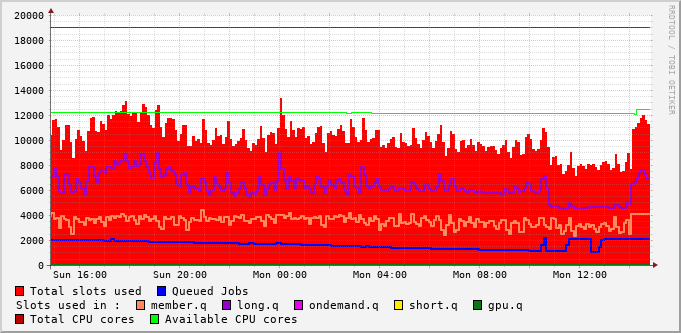 RRDTOOL / TOBI OETIKER
20000
18000
16000
14000
12000
10000
8000
6000
4000
2000
0
Sun 16:00 Sun 20:00 Mon 00:00 Mon 04:00 Mon 08:00 Mon 12:00
Total slots used Queued Jobs
Slots used in : member.q long.q ondemand.q short.q gpu.q
Total CPU cores Available CPU cores